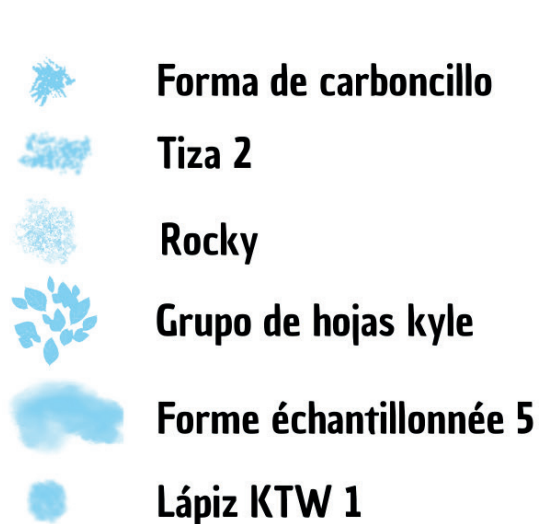 Forma de carboncillo
Tiza 2
Rocky
Grupo de hojas kyle
Forme échantillonnée 5
Lápiz KTW 1